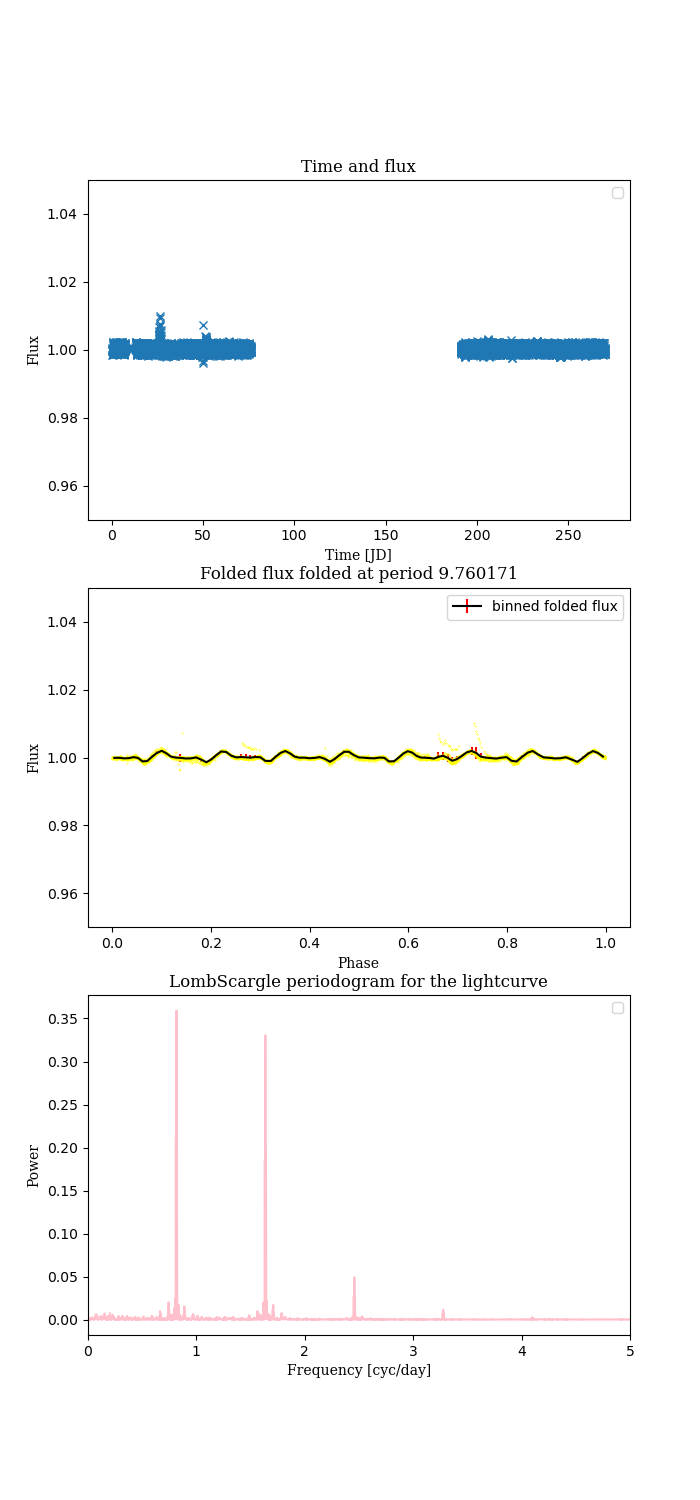 Time and flux
1.04
1.02
1.00
0.98
0.96
Flux
0 50 100 150 200 250
Time [JD]
Folded flux folded at period 9.760171
binned folded flux
1.04
1.02
1.00
0.98
0.96
Flux
0.0 0.2 0.4 0.6 0.8 1.0
Phase
LombScargle periodogram for the lightcurve
0.35
0.30
0.25
0.20
0.15
0.10
0.05
0.00
Power
0 1 2 3 4 5
Frequency [cyc/day]